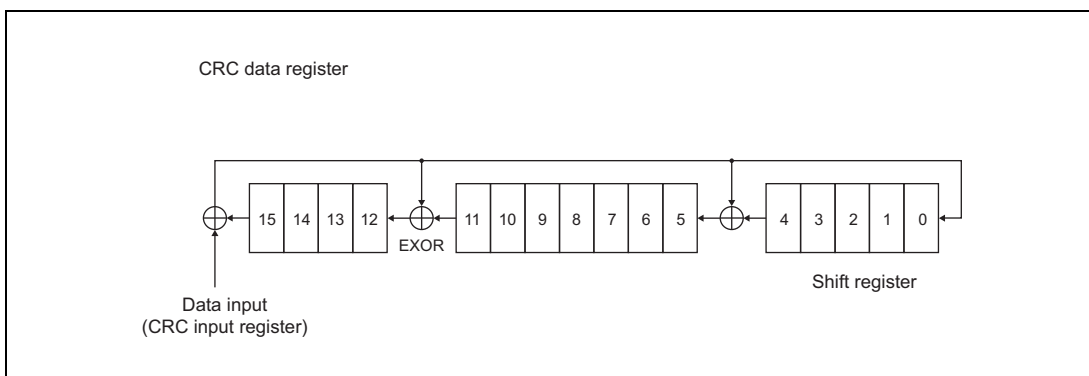 CRC data register
15 14 13 12 11 10 9 8 7 6 5 4 3 2 1 0
EXOR
Shift register
Data input
(CRC input register)